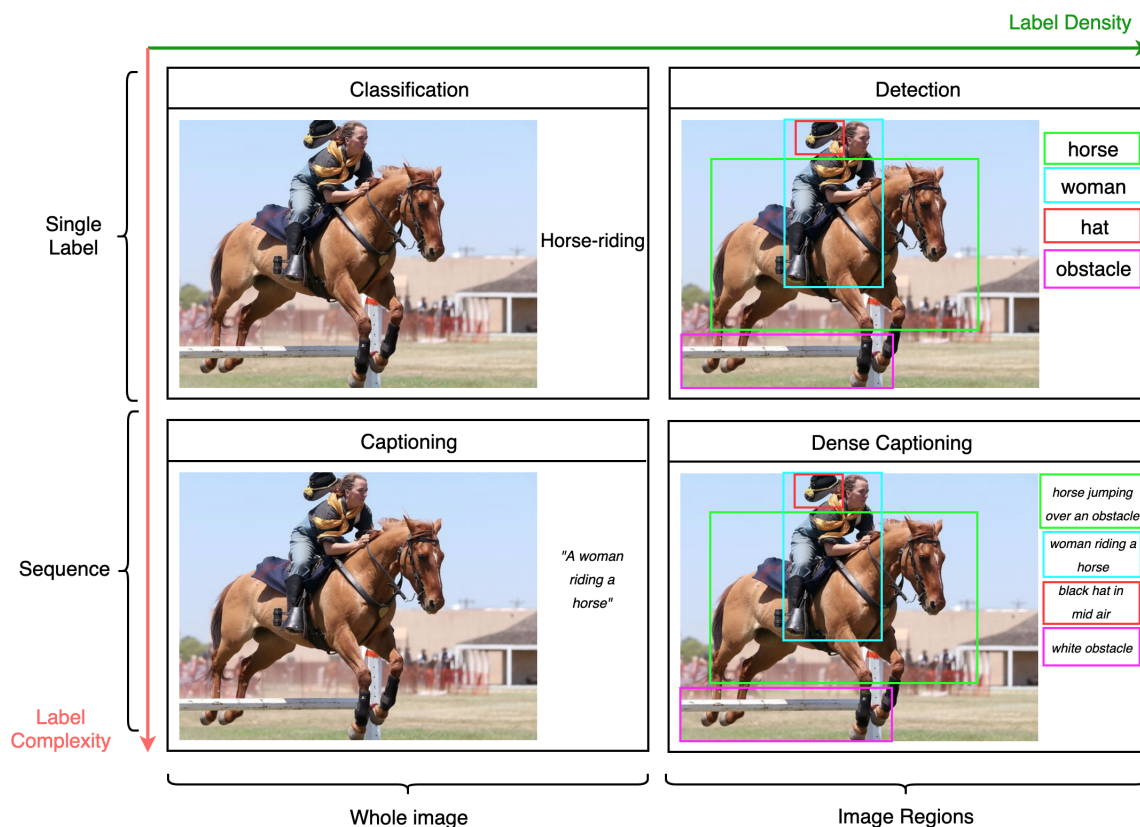 Label Density
Classification
Detection
Single
Label
Horse-riding
horse
woman
hat
obstacle
Captioning
Dense Captioning
Sequence
"A woman
riding a
horse"
horse jumping
over an obstacle
woman riding a
horse
black hat in
mid air
white obstacle
Label
Complexity
Whole image
Image Regions